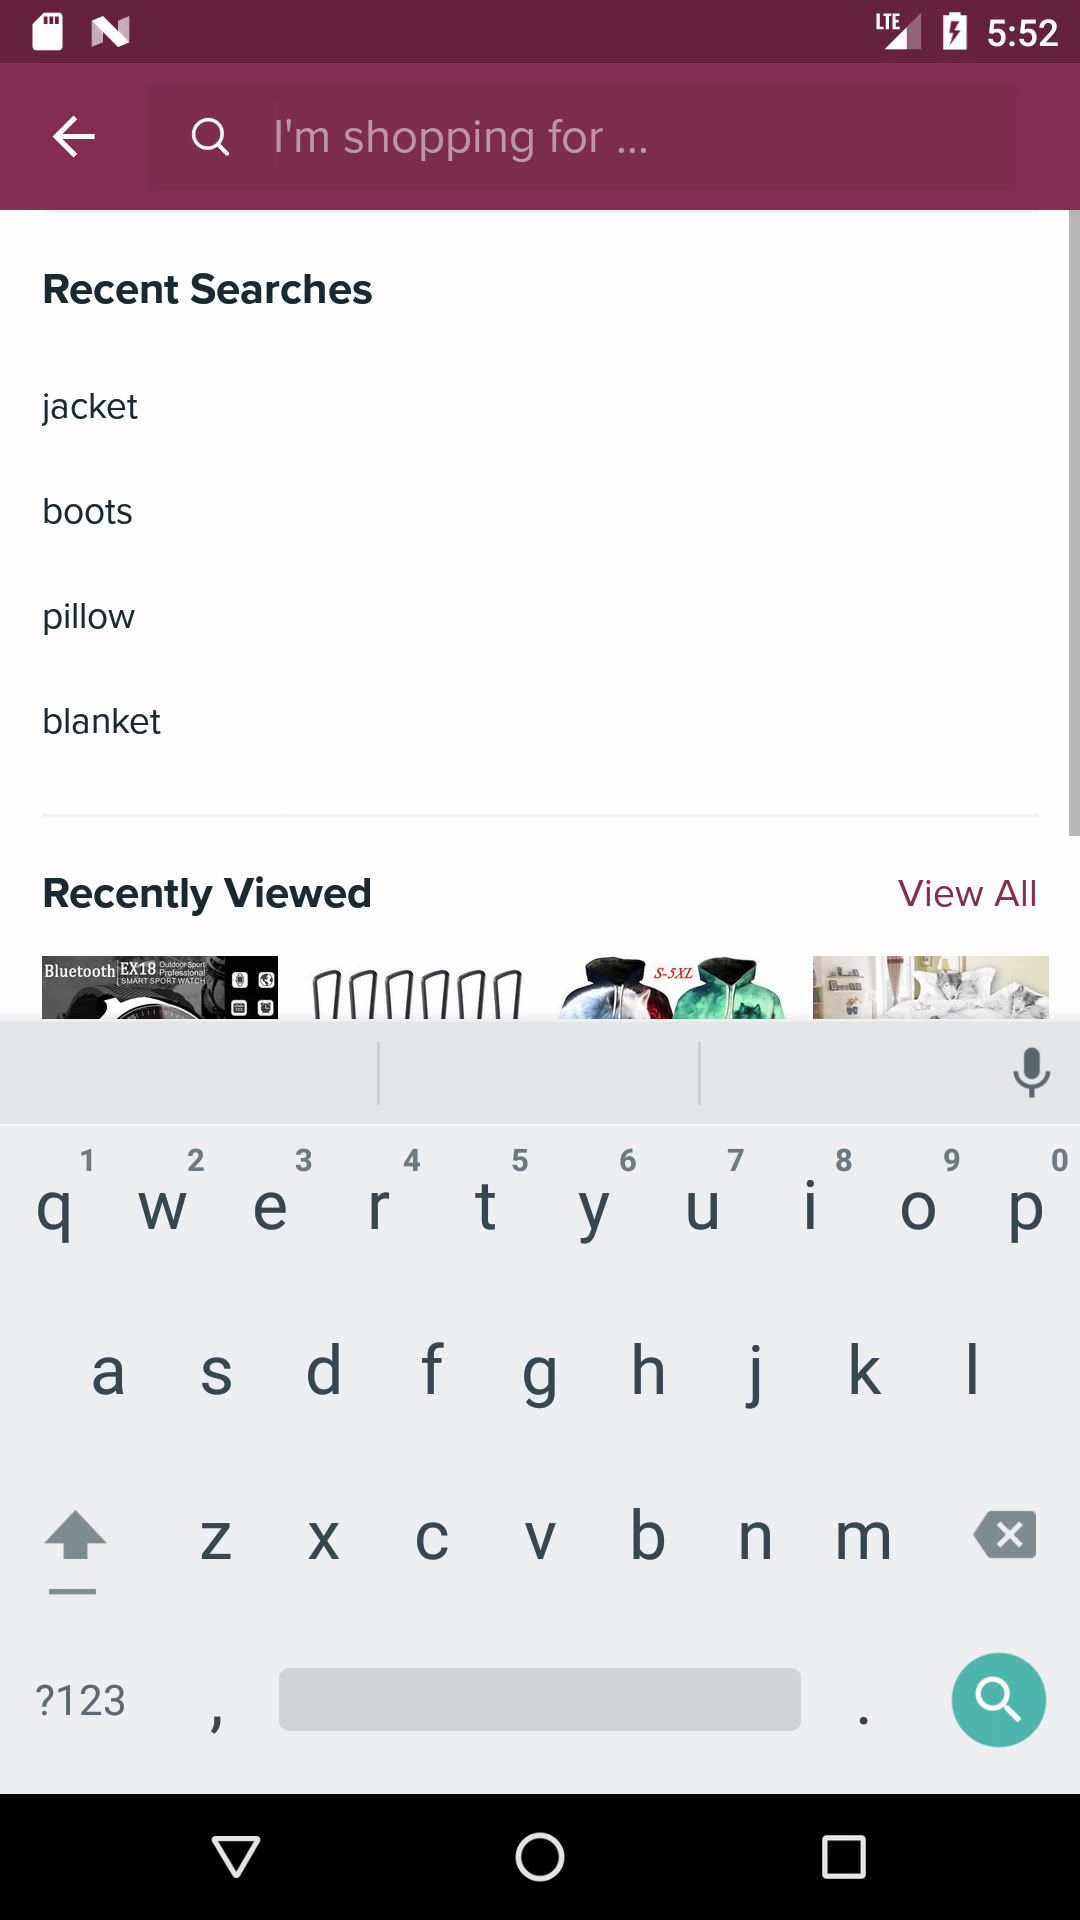 LTE 5:52
I'm shopping for ...
Recent Searches
jacket
boots
pillow
blanket
Recently Viewed View All
Bluetooth EX18 Outdoor Sport
Professional
SMART SPORT WATCH
S-5XL
1 2 3 4 5 6 7 8 9 0
q w e r t y u i o p
a s d f g h j k l
z x c v b n m
?123 , .